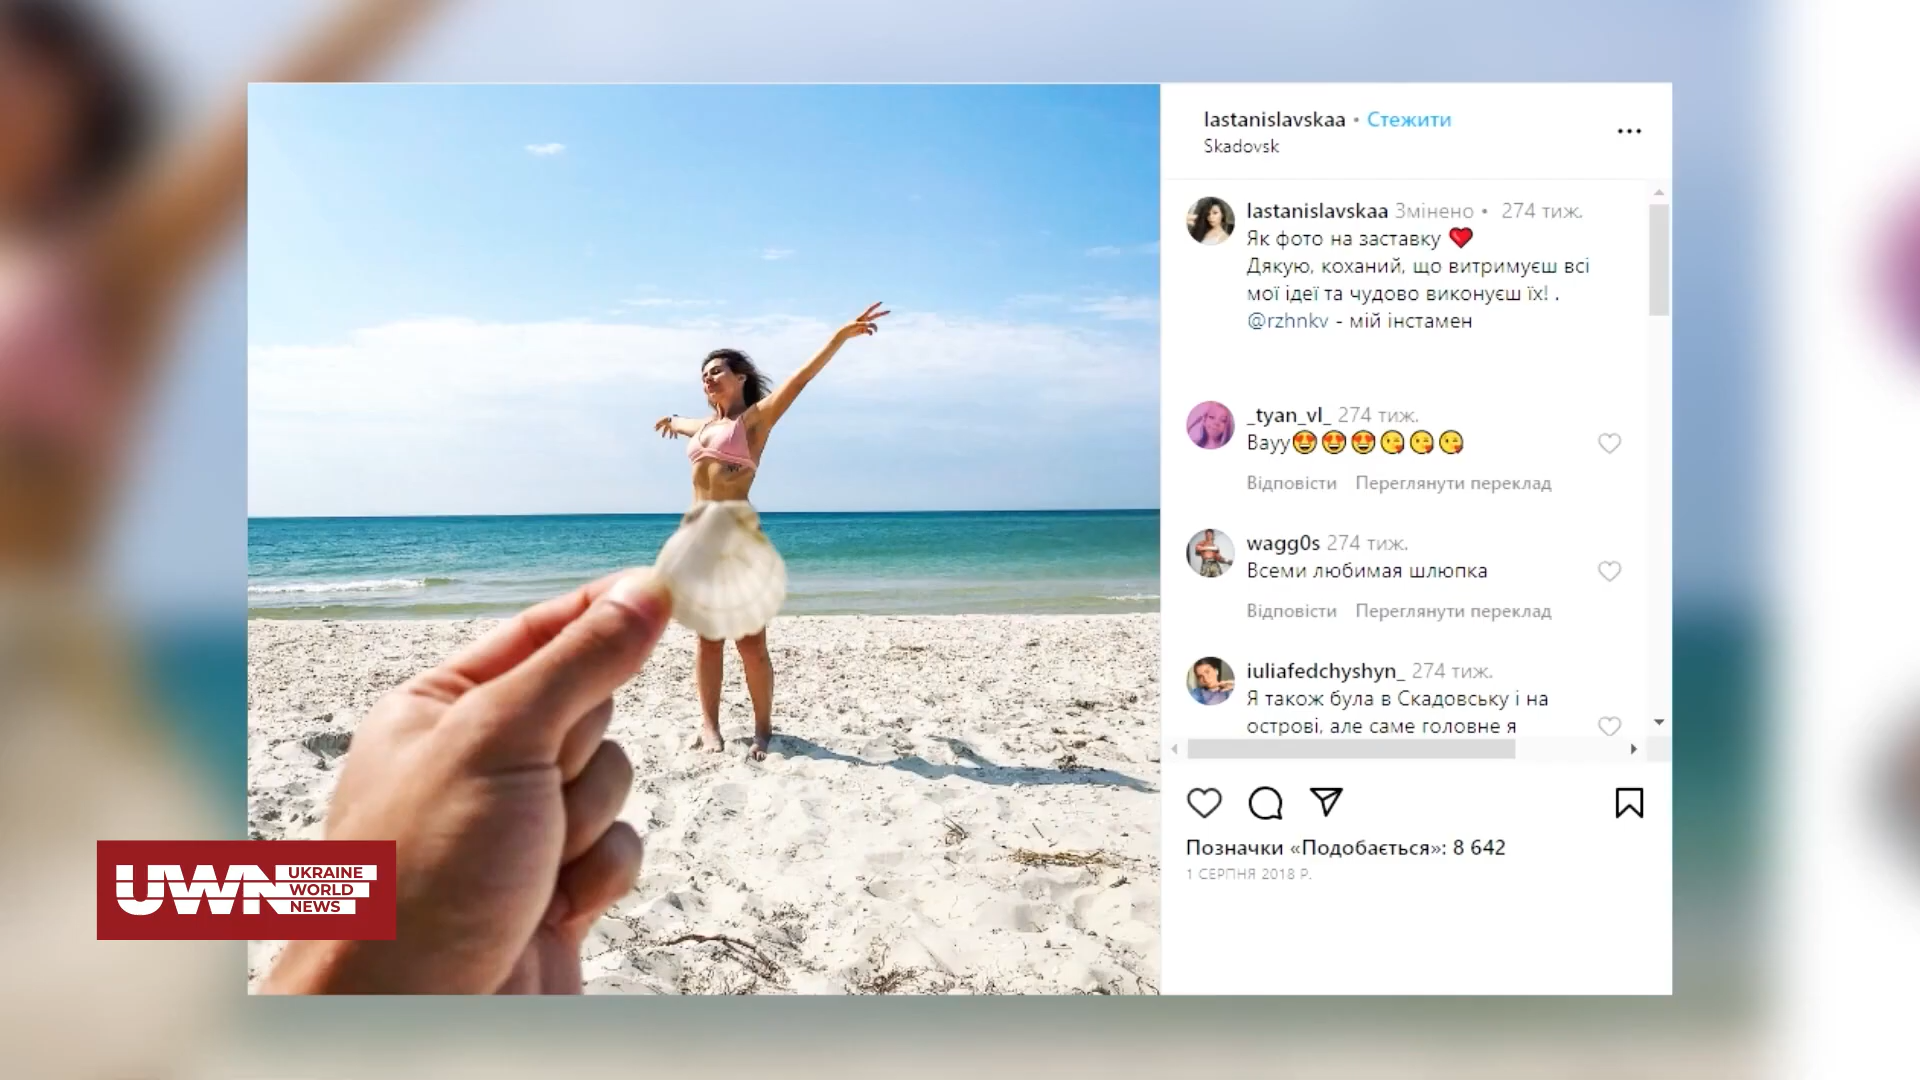 lastanislavskaa • Стежити
Skadovsk
lastanislavskaa Змінено • 274 тиж.
Як фото на заставку
Дякую, коханий, що витримуєш всі
мої ідеї та чудово виконуєш їх! .
@rzhnkv - мій інстамен
_tyan_vl_ 274 тиж.
Вауу
Відповісти Переглянути переклад
wagg0s 274 тиж.
Всеми любимая шлюпка
Відповісти Переглянути переклад
iuliafedchyshyn_ 274 тиж.
Я також була в Скадовську і на
острові, але саме головне я
Позначки «Подобається»: 8 642
1 СЕРПНЯ 2018 Р.
UWN UKRAINE
WORLD
NEWS